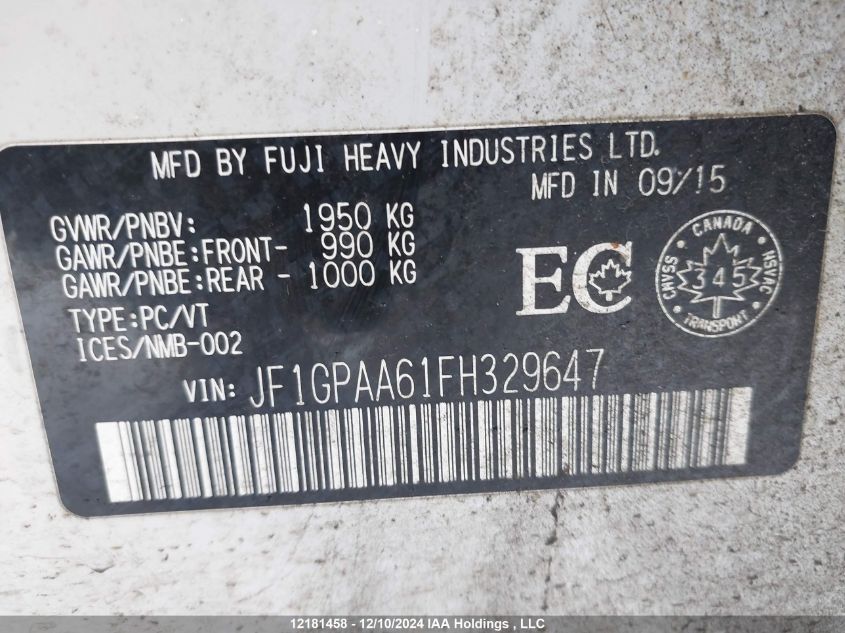 MFD BY FUJI HEAVY INDUSTRIES LTD.
MFD IN 09/15
GVWR/PNBV: 1950 KG
GAWR/PNBE:FRONT- 990 KG
GAWR/PNBE:REAR - 1000 KG
TYPE:PC/VT
ICES/NMB-002
EC
CANADA
CMVSS 345 NSVAC
TRANSPORT
VIN: JF1GPAA61FH329647
12181458 - 12/10/2024 IAA Holdings , LLC